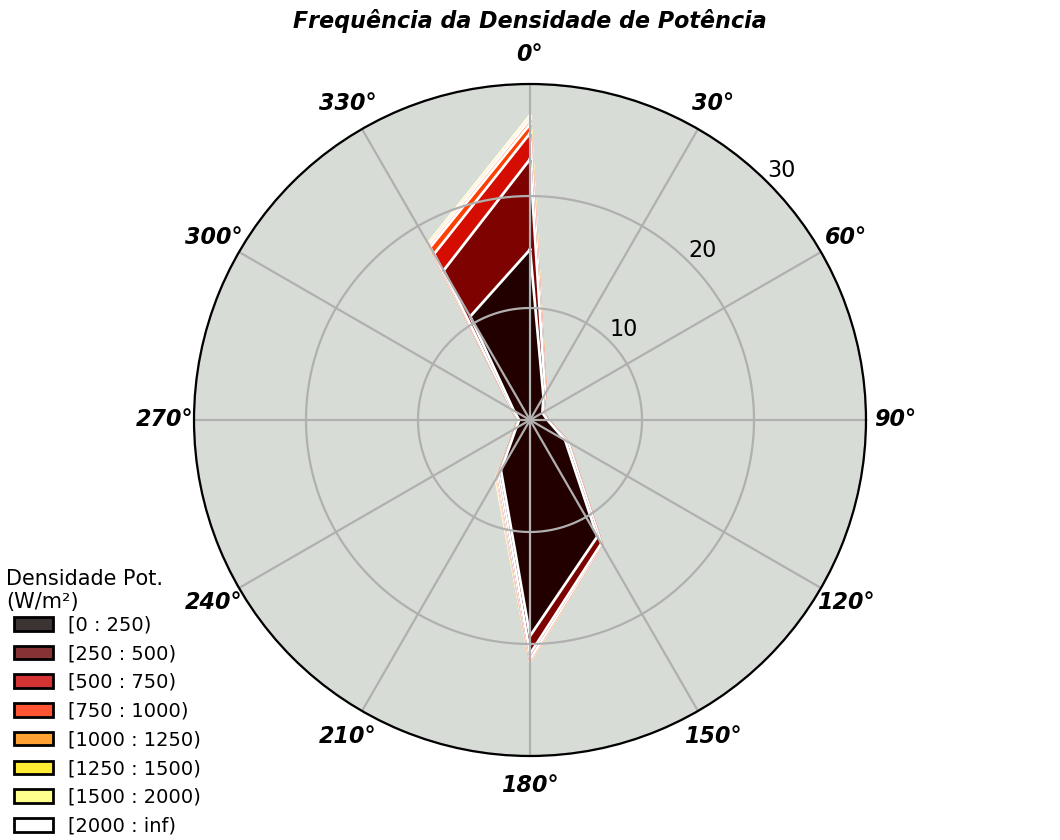 Frequência da Densidade de Potência
0°
330°
30°
30
300°
60°
20
10
270°
90°
240°
120°
210°
150°
180°
Densidade Pot.
(W/m²)
[0 : 250)
[250 : 500)
[500 : 750)
[750 : 1000)
[1000 : 1250)
[1250 : 1500)
[1500 : 2000)
[2000 : inf)